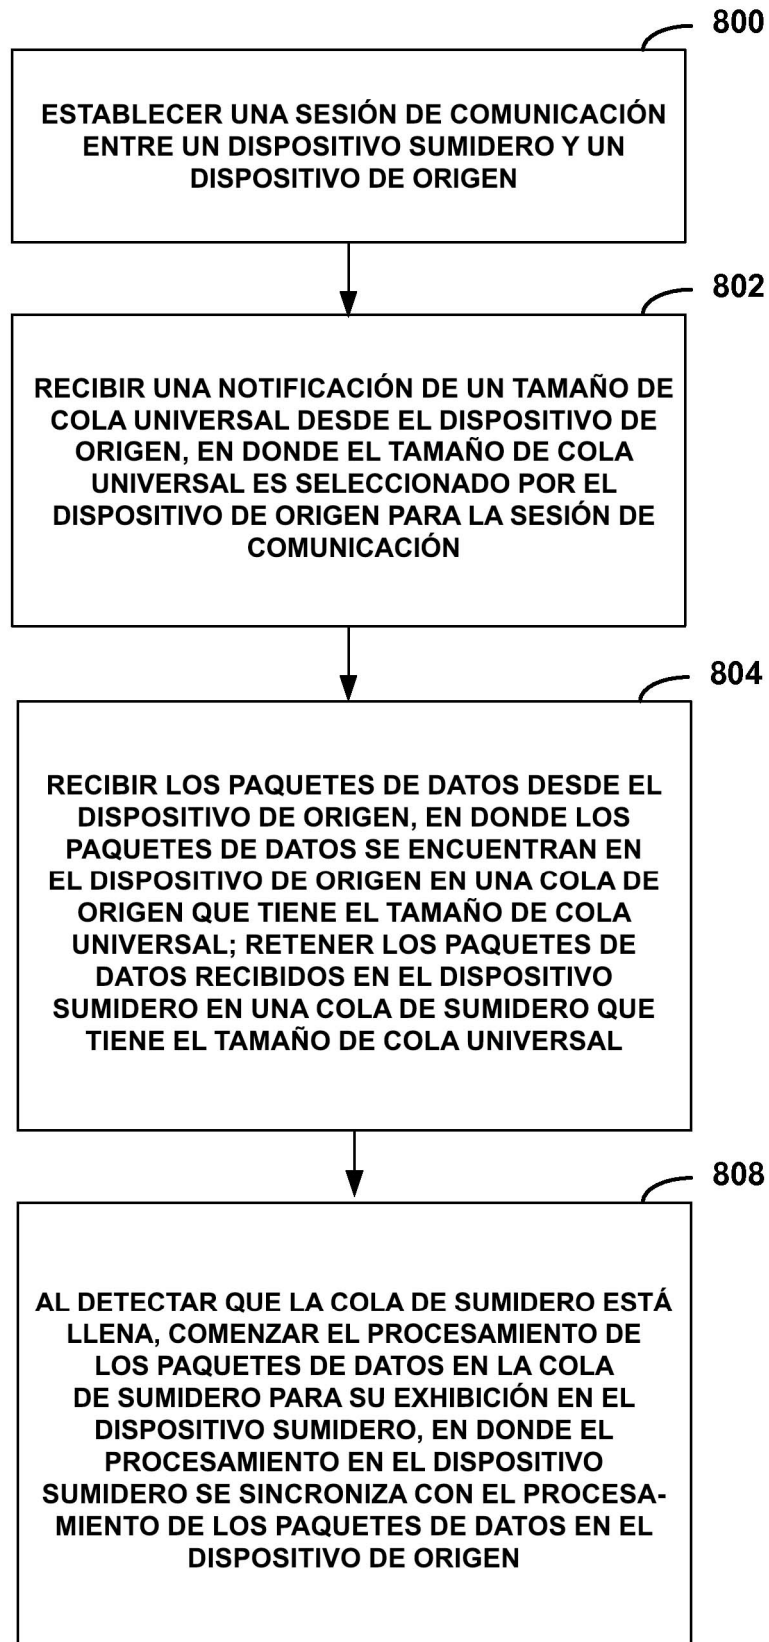 800
ESTABLECER UNA SESIÓN DE COMUNICACIÓN
ENTRE UN DISPOSITIVO SUMIDERO Y UN
DISPOSITIVO DE ORIGEN
802
RECIBIR UNA NOTIFICACIÓN DE UN TAMAÑO DE
COLA UNIVERSAL DESDE EL DISPOSITIVO DE
ORIGEN, EN DONDE EL TAMAÑO DE COLA
UNIVERSAL ES SELECCIONADO POR EL
DISPOSITIVO DE ORIGEN PARA LA SESIÓN DE
COMUNICACIÓN
804
RECIBIR LOS PAQUETES DE DATOS DESDE EL
DISPOSITIVO DE ORIGEN, EN DONDE LOS
PAQUETES DE DATOS SE ENCUENTRAN EN
EL DISPOSITIVO DE ORIGEN EN UNA COLA DE
ORIGEN QUE TIENE EL TAMAÑO DE COLA
UNIVERSAL; RETENER LOS PAQUETES DE
DATOS RECIBIDOS EN EL DISPOSITIVO
SUMIDERO EN UNA COLA DE SUMIDERO QUE
TIENE EL TAMAÑO DE COLA UNIVERSAL
808
AL DETECTAR QUE LA COLA DE SUMIDERO ESTÁ
LLENA, COMENZAR EL PROCESAMIENTO DE
LOS PAQUETES DE DATOS EN LA COLA
DE SUMIDERO PARA SU EXHIBICIÓN EN EL
DISPOSITIVO SUMIDERO, EN DONDE EL
PROCESAMIENTO EN EL DISPOSITIVO
SUMIDERO SE SINCRONIZA CON EL PROCESA-
MIENTO DE LOS PAQUETES DE DATOS EN EL
DISPOSITIVO DE ORIGEN